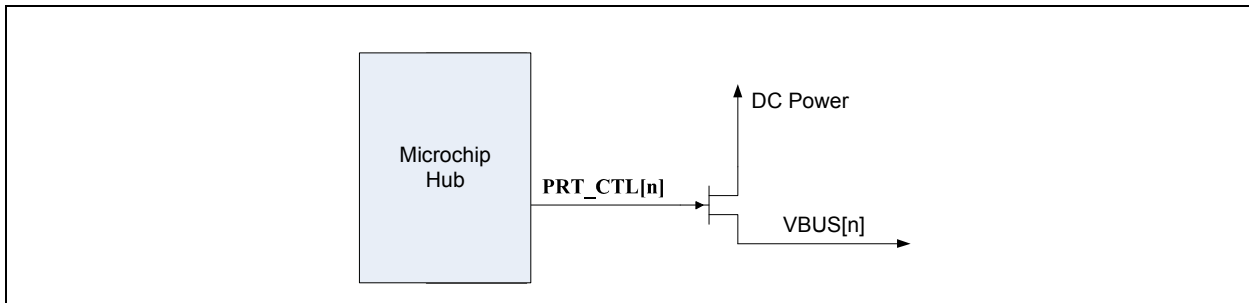 Microchip
Hub
PRT_CTL[n]
DC Power
VBUS[n]